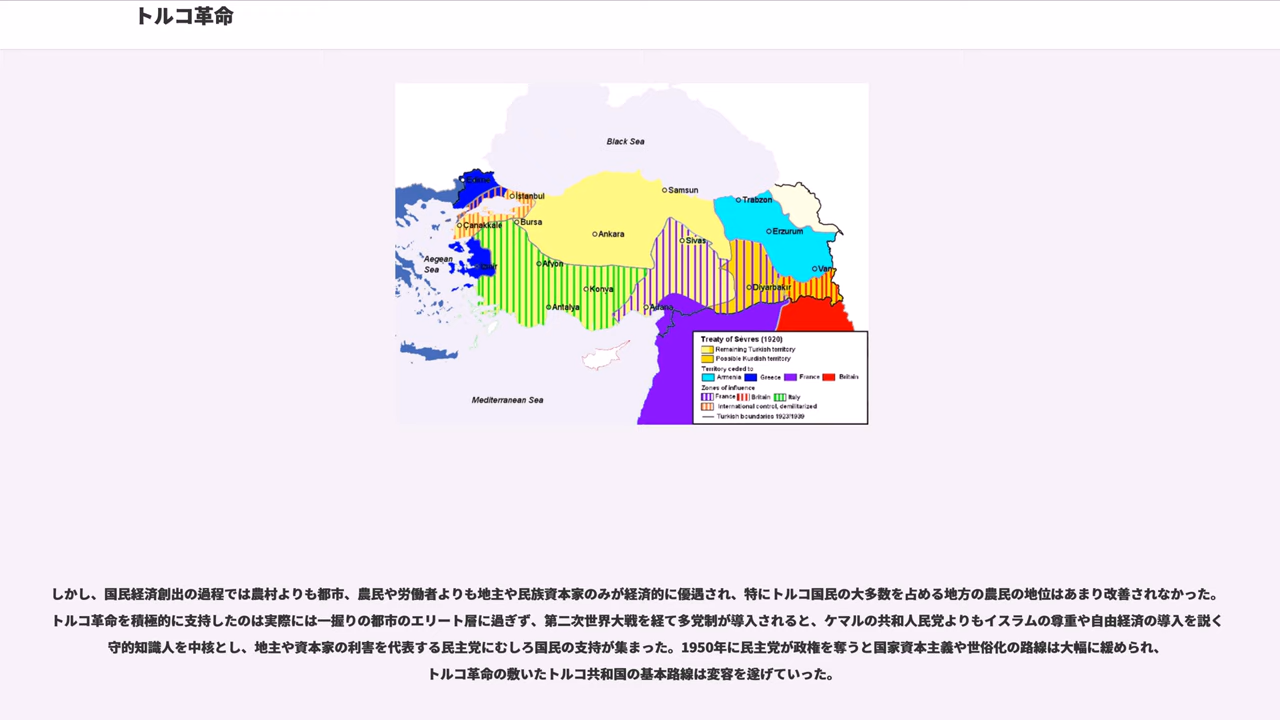 トルコ革命
Black Sea
Samsun
Istanbul
Trabzon
Çanakkale
Bursa
Ankara
Erzurum
Sivas
Aegean
Sea
Afyon
Van
Konya
Diyarbakır
Antalya
Adana
Mediterranean Sea
Treaty of Sèvres (1920)
Remaining Turkish territory
Possible Kurdish territory
Territory ceded to
Armenia Greece France Britain
Zones of influence
France Britain Italy
International control, demilitarized
Turkish boundaries 1923/1939
しかし、国民経済創出の過程では農村よりも都市、農民や労働者よりも地主や民族資本家のみが経済的に優遇され、特にトルコ国民の大多数を占める地方の農民の地位はあまり改善されなかった。
トルコ革命を積極的に支持したのは実際には一握りの都市のエリート層に過ぎず、第二次世界大戦を経て多党制が導入されると、ケマルの共和人民党よりもイスラムの尊重や自由経済の導入を説く
守的知識人を中核とし、地主や資本家の利害を代表する民主党にむしろ国民の支持が集まった。1950年に民主党が政権を奪うと国家資本主義や世俗化の路線は大幅に緩められ、
トルコ革命の敷いたトルコ共和国の基本路線は変容を遂げていった。